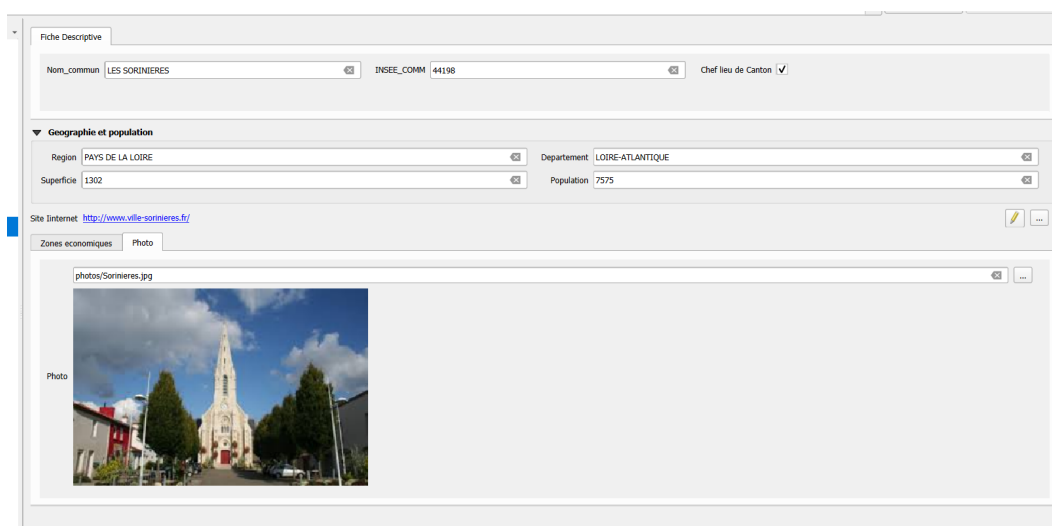 Fiche Descriptive
Nom_commun LES SORINIERES INSEE_COMM 44198 Chef lieu de Canton
Geographie et population
Region PAYS DE LA LOIRE Departement LOIRE-ATLANTIQUE
Superficie 1302 Population 7575
Site Iinternet http://www.ville-sorinieres.fr/ ...
Zones economiques Photo
photos/Sorinieres.jpg ...
Photo